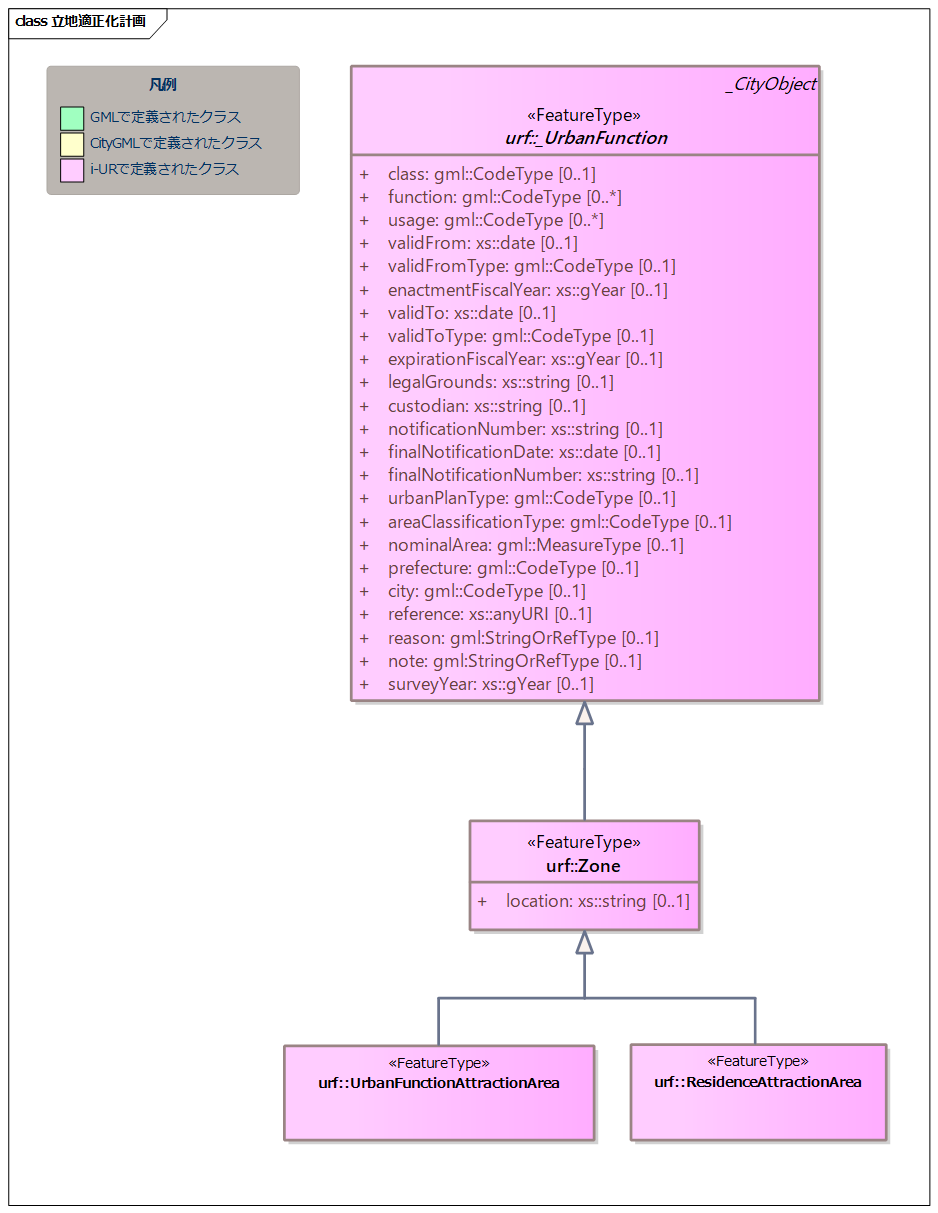 class 立地適正化計画
凡例
GMLで定義されたクラス
CityGMLで定義されたクラス
i-URで定義されたクラス
_CityObject
«FeatureType»
urf::_UrbanFunction
+ class: gml::CodeType [0..1]
+ function: gml::CodeType [0..*]
+ usage: gml::CodeType [0..*]
+ validFrom: xs::date [0..1]
+ validFromType: gml::CodeType [0..1]
+ enactmentFiscalYear: xs::gYear [0..1]
+ validTo: xs::date [0..1]
+ validToType: gml::CodeType [0..1]
+ expirationFiscalYear: xs::gYear [0..1]
+ legalGrounds: xs::string [0..1]
+ custodian: xs::string [0..1]
+ notificationNumber: xs::string [0..1]
+ finalNotificationDate: xs::date [0..1]
+ finalNotificationNumber: xs::string [0..1]
+ urbanPlanType: gml::CodeType [0..1]
+ areaClassificationType: gml::CodeType [0..1]
+ nominalArea: gml::MeasureType [0..1]
+ prefecture: gml::CodeType [0..1]
+ city: gml::CodeType [0..1]
+ reference: xs::anyURI [0..1]
+ reason: gml:StringOrRefType [0..1]
+ note: gml:StringOrRefType [0..1]
+ surveyYear: xs::gYear [0..1]
«FeatureType»
urf::Zone
+ location: xs::string [0..1]
«FeatureType»
urf::UrbanFunctionAttractionArea
«FeatureType»
urf::ResidenceAttractionArea